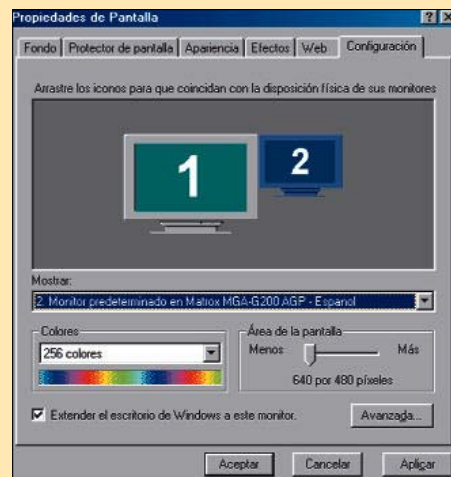 Propiedades de Pantalla
Fondo Protector de pantalla Apariencia Efectos Web Configuración
Arrastre los iconos para que coincidan con la disposición física de sus monitores
1 2
Mostrar:
2. Monitor predeterminado en Matrox MGA-G200 AGP - Espanol
Colores
256 colores
Área de la pantalla
Menos Más
640 por 480 píxeles
Extender el escritorio de Windows a este monitor.
Avanzada...
Aceptar Cancelar Aplicar